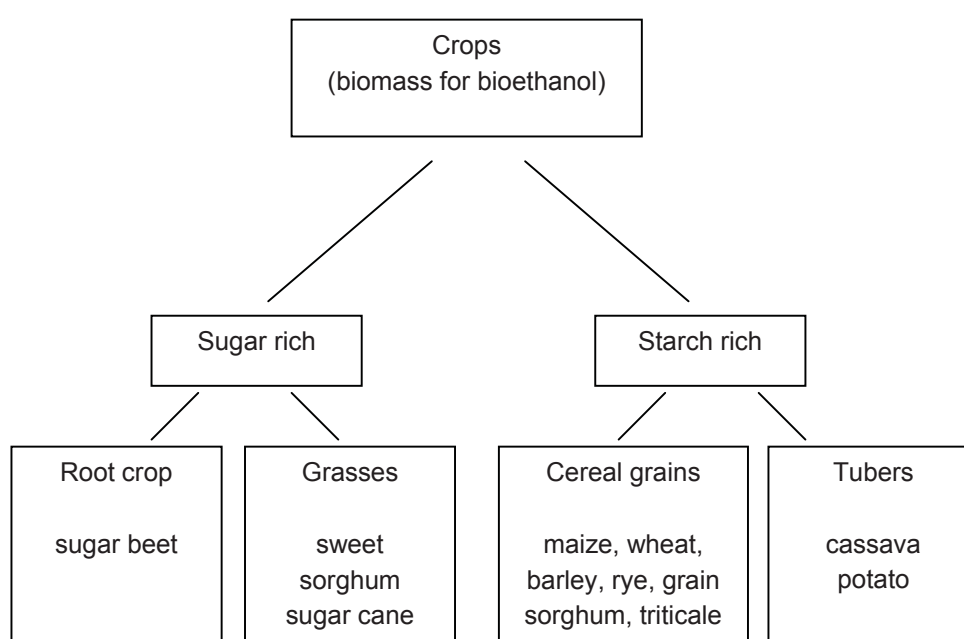 Crops
(biomass for bioethanol)
Sugar rich
Starch rich
Root crop
sugar beet
Grasses
sweet
sorghum
sugar cane
Cereal grains
maize, wheat,
barley, rye, grain
sorghum, triticale
Tubers
cassava
potato